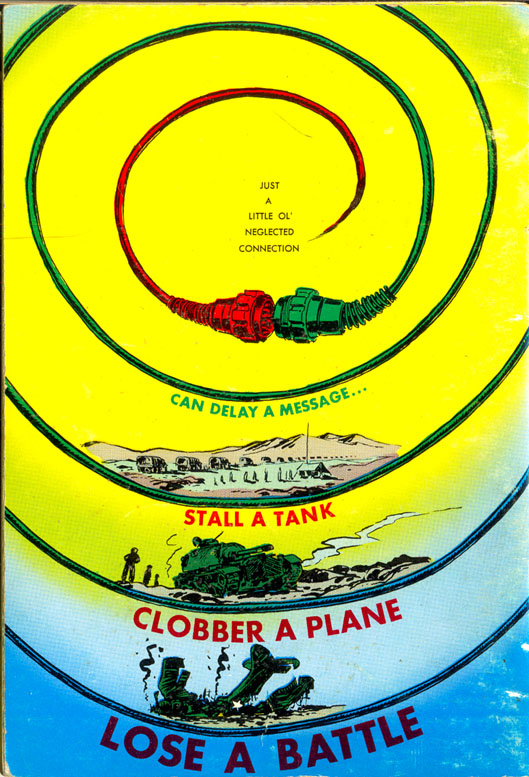 JUST
A
LITTLE OL'
NEGLECTED
CONNECTION
CAN DELAY A MESSAGE...
STALL A TANK
CLOBBER A PLANE
LOSE A BATTLE